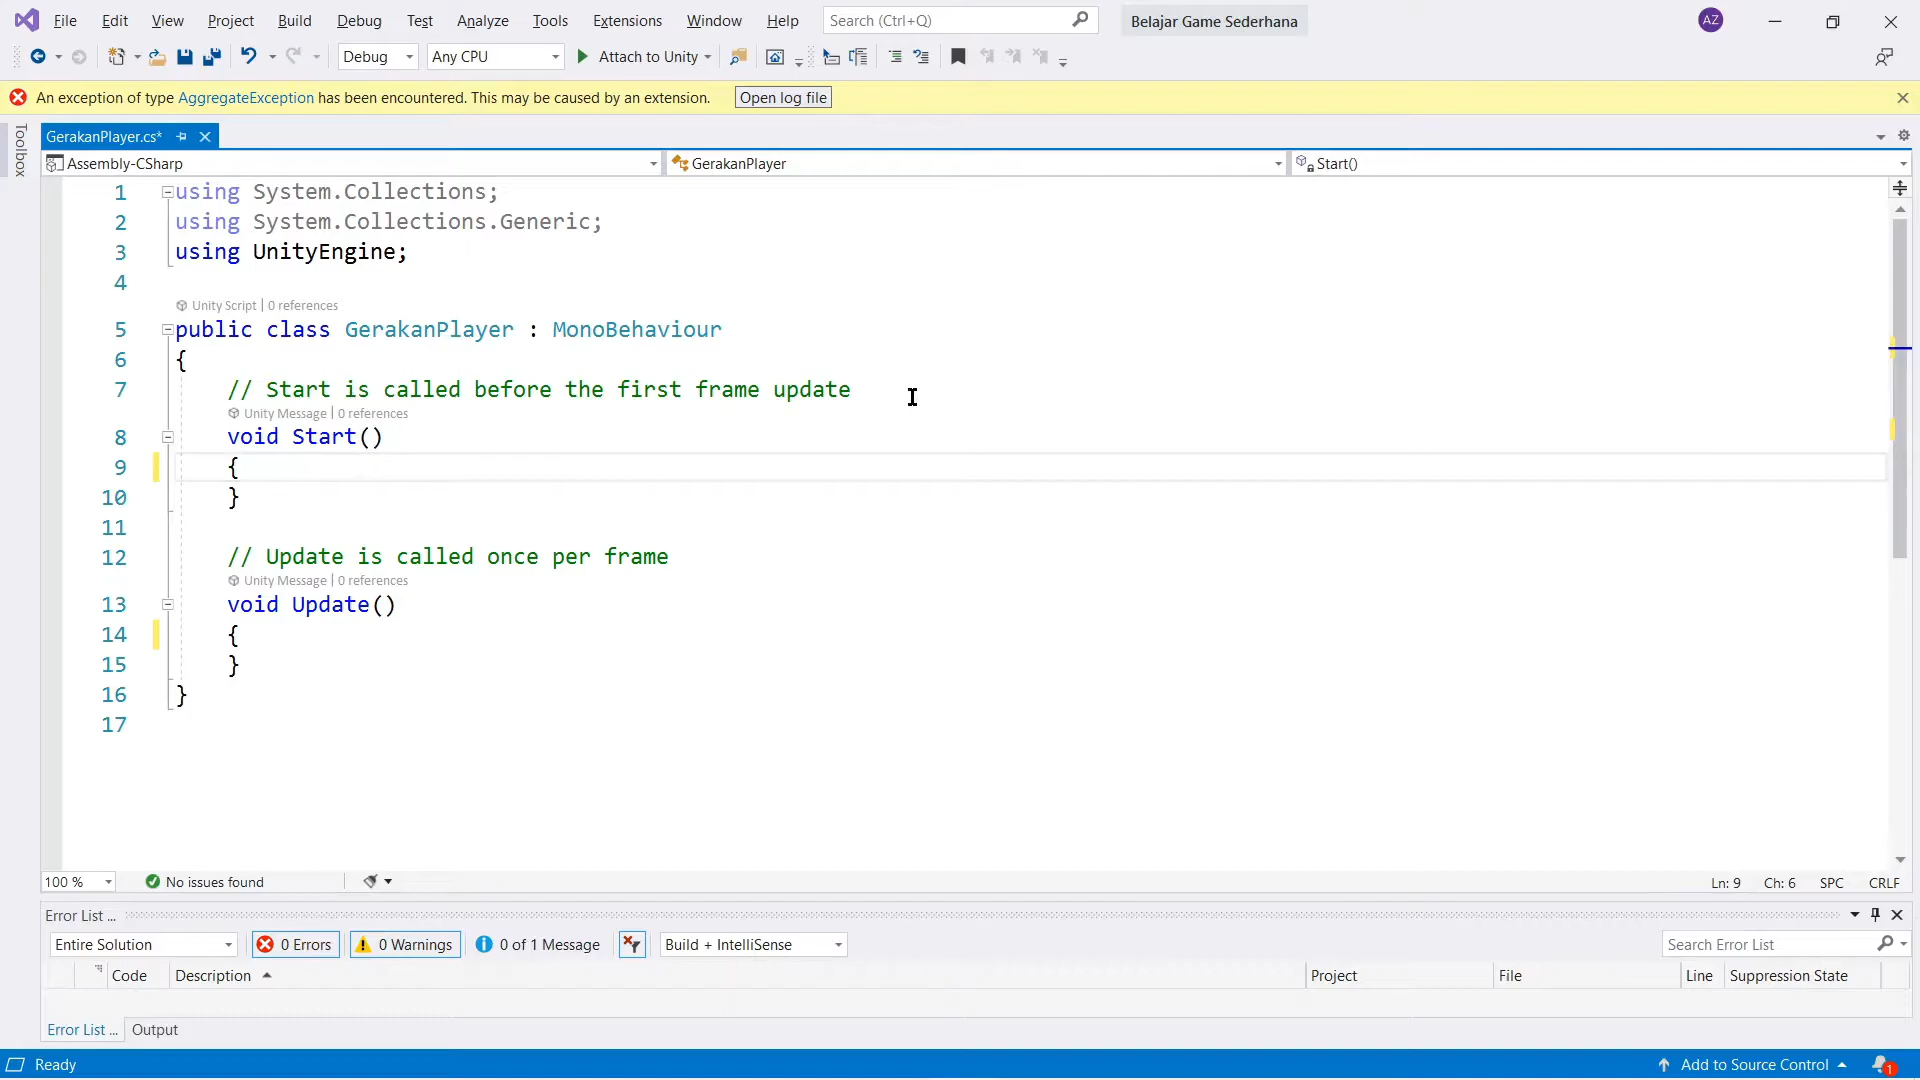 File Edit View Project Build Debug Test Analyze Tools Extensions Window Help Search (Ctrl+Q) Belajar Game Sederhana AZ
Debug Any CPU Attach to Unity
An exception of type AggregateException has been encountered. This may be caused by an extension. Open log file
Toolbox
GerakanPlayer.cs*
Assembly-CSharp GerakanPlayer Start()
1 using System.Collections;
2 using System.Collections.Generic;
3 using UnityEngine;
4
Unity Script | 0 references
5 public class GerakanPlayer : MonoBehaviour
6 {
7 // Start is called before the first frame update
Unity Message | 0 references
8 void Start()
9 {
10 }
11
12 // Update is called once per frame
Unity Message | 0 references
13 void Update()
14 {
15 }
16 }
17
100 % No issues found Ln: 9 Ch: 6 SPC CRLF
Error List ...
Entire Solution 0 Errors 0 Warnings 0 of 1 Message Build + IntelliSense Search Error List
Code Description Project File Line Suppression State
Error List ... Output
Ready Add to Source Control 1